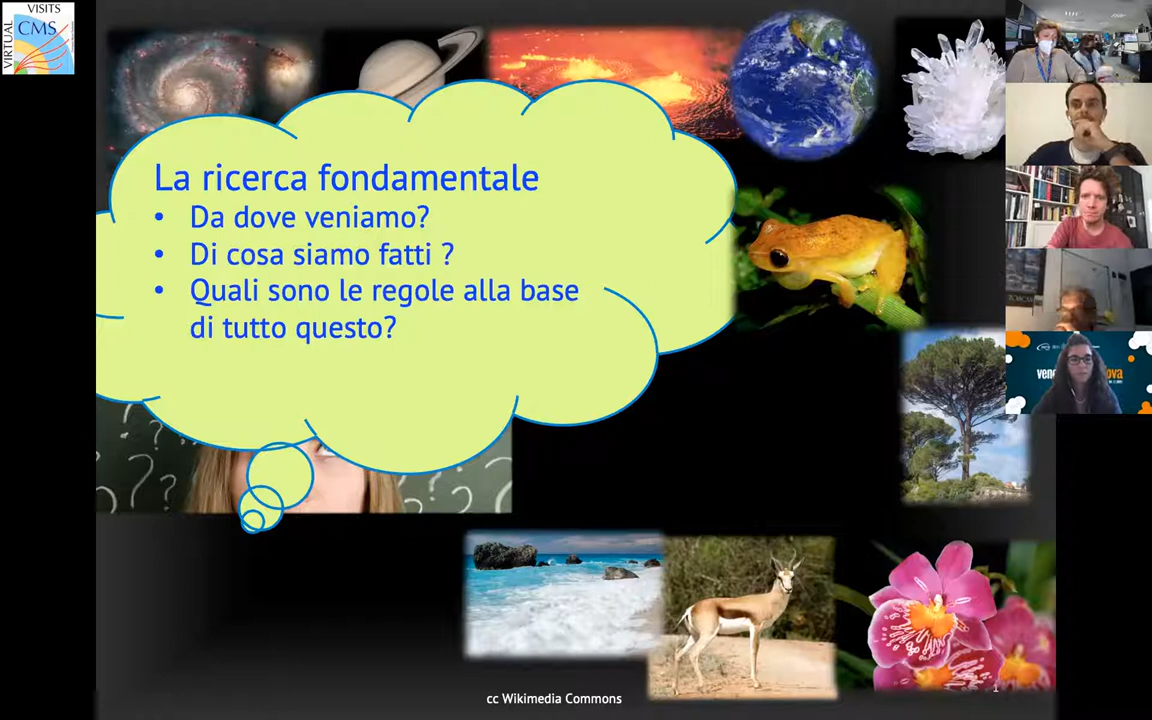 VIRTUAL
VISITS
CMS
La ricerca fondamentale
• Da dove veniamo?
• Di cosa siamo fatti ?
• Quali sono le regole alla base
di tutto questo?
cc Wikimedia Commons
1